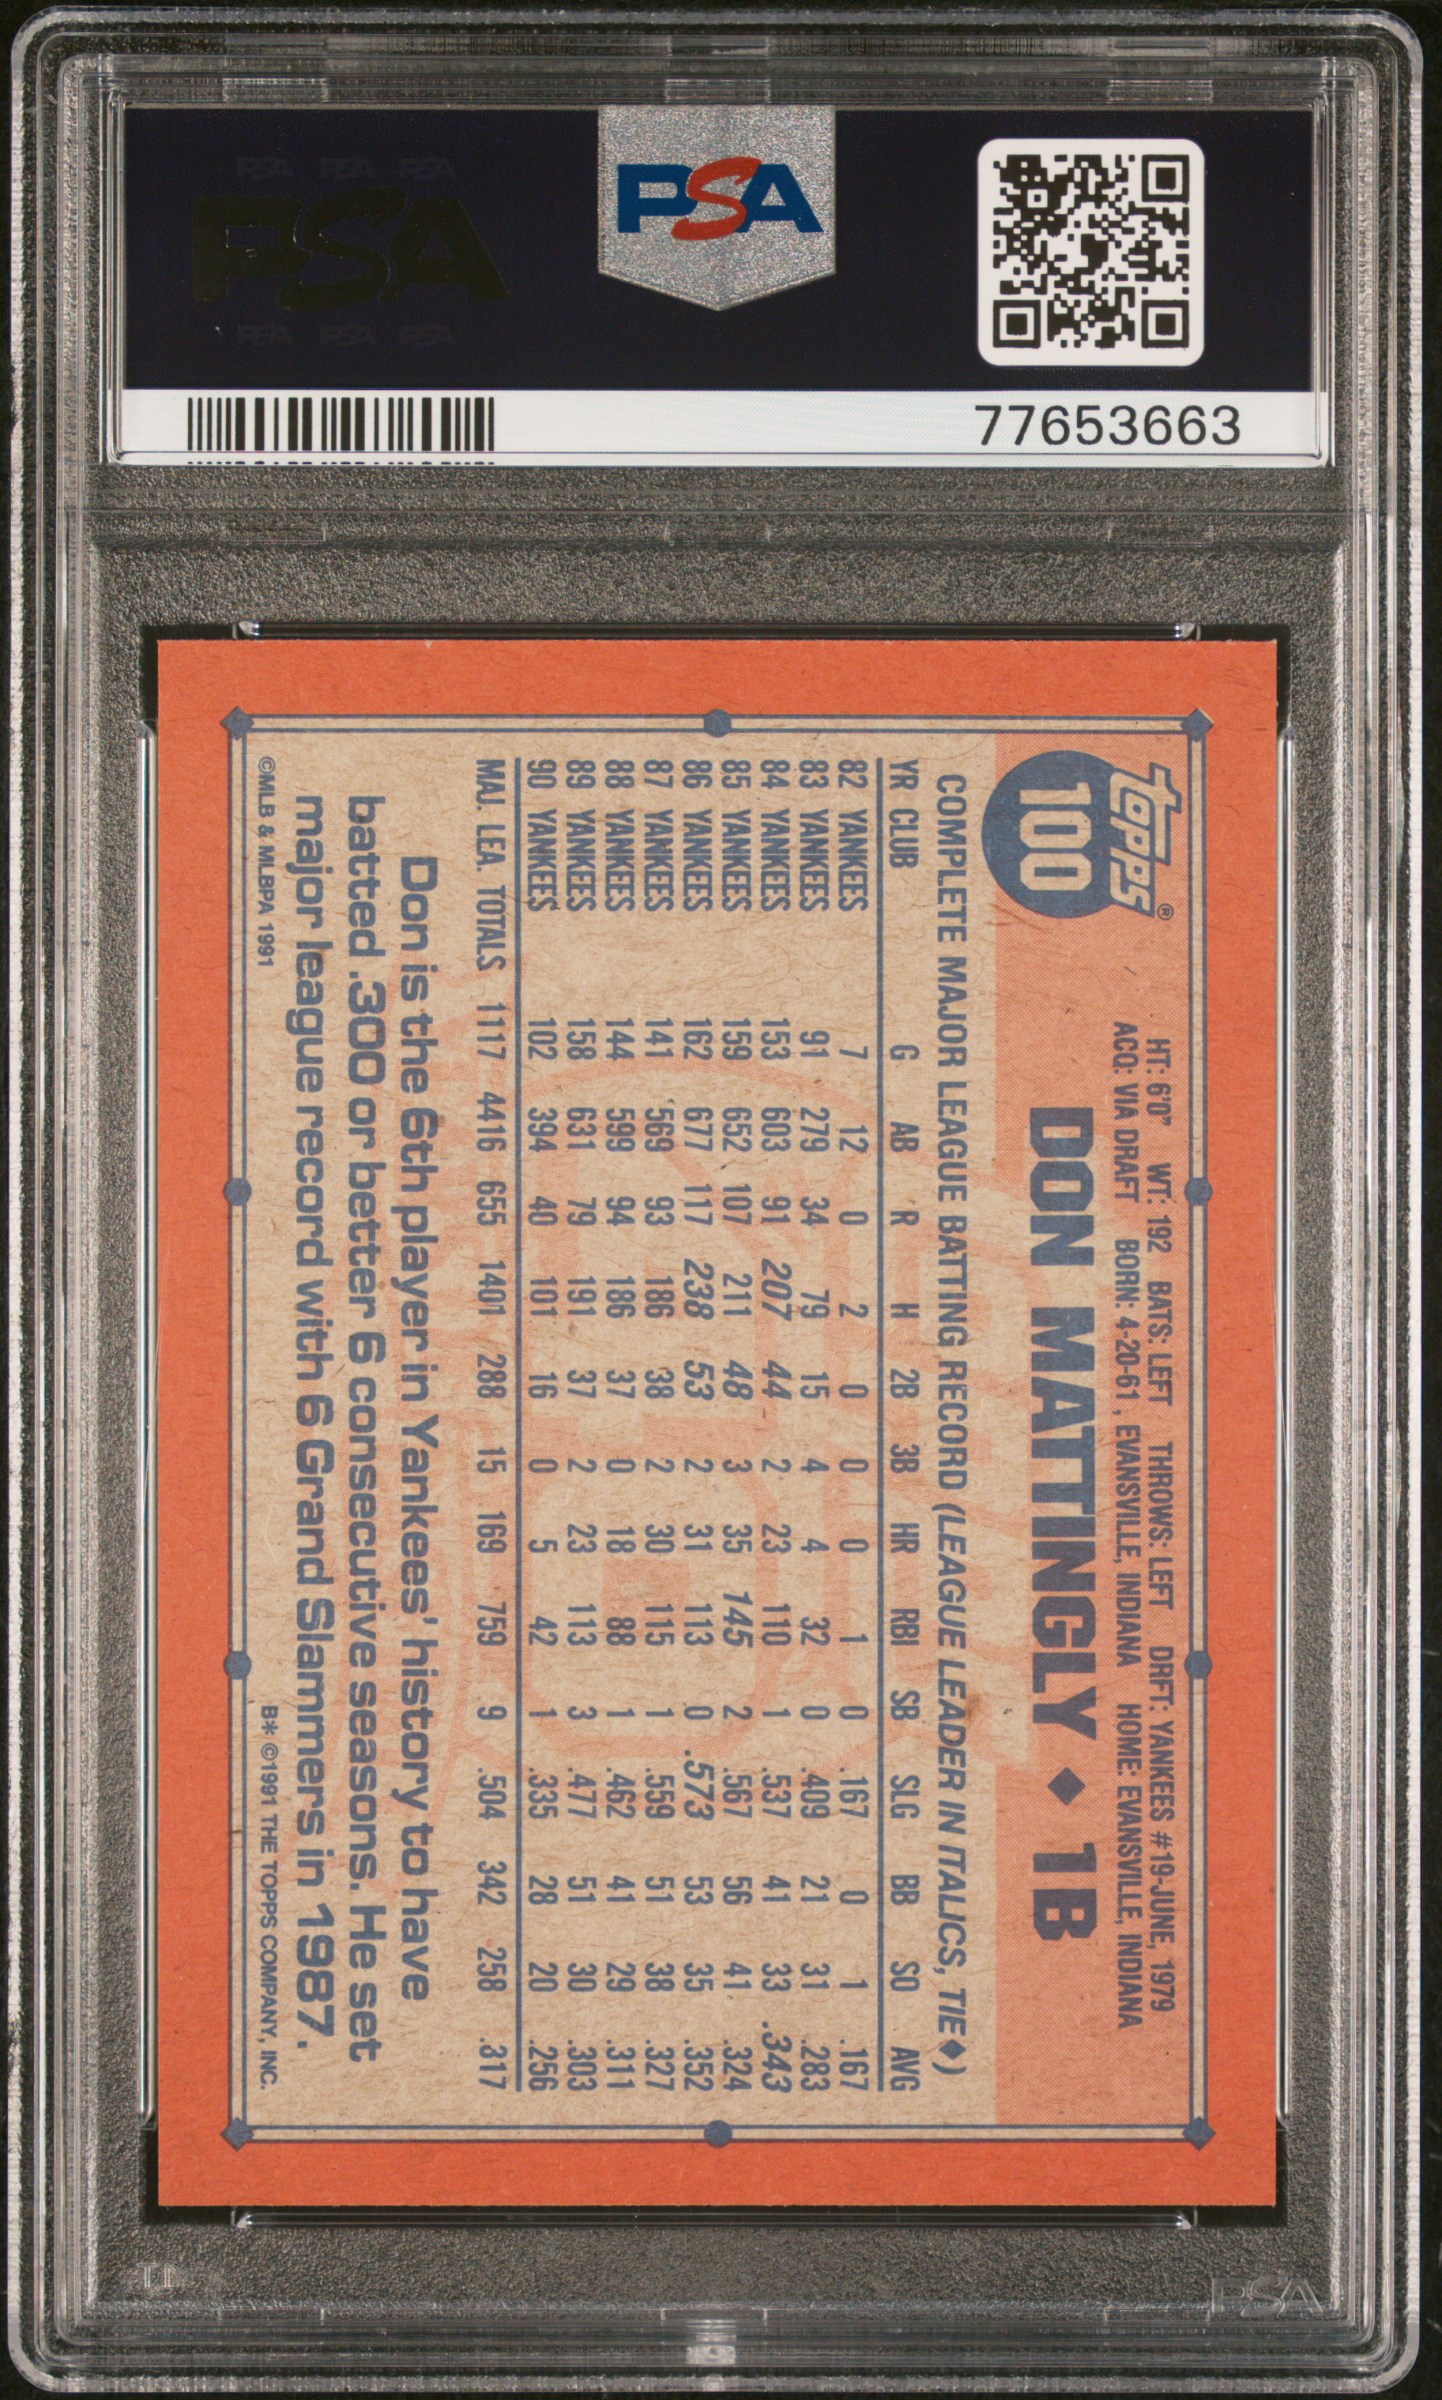 PSA PSA PSA
PSA
PSA PSA PSA
PSA
77653663
topps®
100
HT: 6'0" WT: 192 BATS: LEFT THROWS: LEFT DRFT: YANKEES #19-JUNE, 1979
ACQ: VIA DRAFT BORN: 4-20-61, EVANSVILLE, INDIANA HOME: EVANSVILLE, INDIANA
DON MATTINGLY ◆ 1B
COMPLETE MAJOR LEAGUE BATTING RECORD (LEAGUE LEADER IN ITALICS, TIE◆)
YR CLUB G AB R H 2B 3B HR RBI SB SLG BB SO AVG
82 YANKEES 7 12 0 2 0 0 0 1 0 .167 0 1 .167
83 YANKEES 91 279 34 79 15 4 4 32 0 .409 21 31 .283
84 YANKEES 153 603 91 207 44 2 23 110 1 .537 41 33 .343
85 YANKEES 159 652 107 211 48 3 35 145 2 .567 56 41 .324
86 YANKEES 162 677 117 238 53 2 31 113 0 .573 53 35 .352
87 YANKEES 141 569 93 186 38 2 30 115 1 .559 51 38 .327
88 YANKEES 144 599 94 186 37 0 18 88 1 .462 41 29 .311
89 YANKEES 158 631 79 191 37 2 23 113 3 .477 51 30 .303
90 YANKEES 102 394 40 101 16 0 5 42 1 .335 28 20 .256
MAJ. LEA. TOTALS 1117 4416 655 1401 288 15 169 759 9 .504 342 258 .317
Don is the 6th player in Yankees' history to have
batted .300 or better 6 consecutive seasons. He set
major league record with 6 Grand Slammers in 1987.
©MLB & MLBPA 1991
B* ©1991 THE TOPPS COMPANY, INC.
PSA